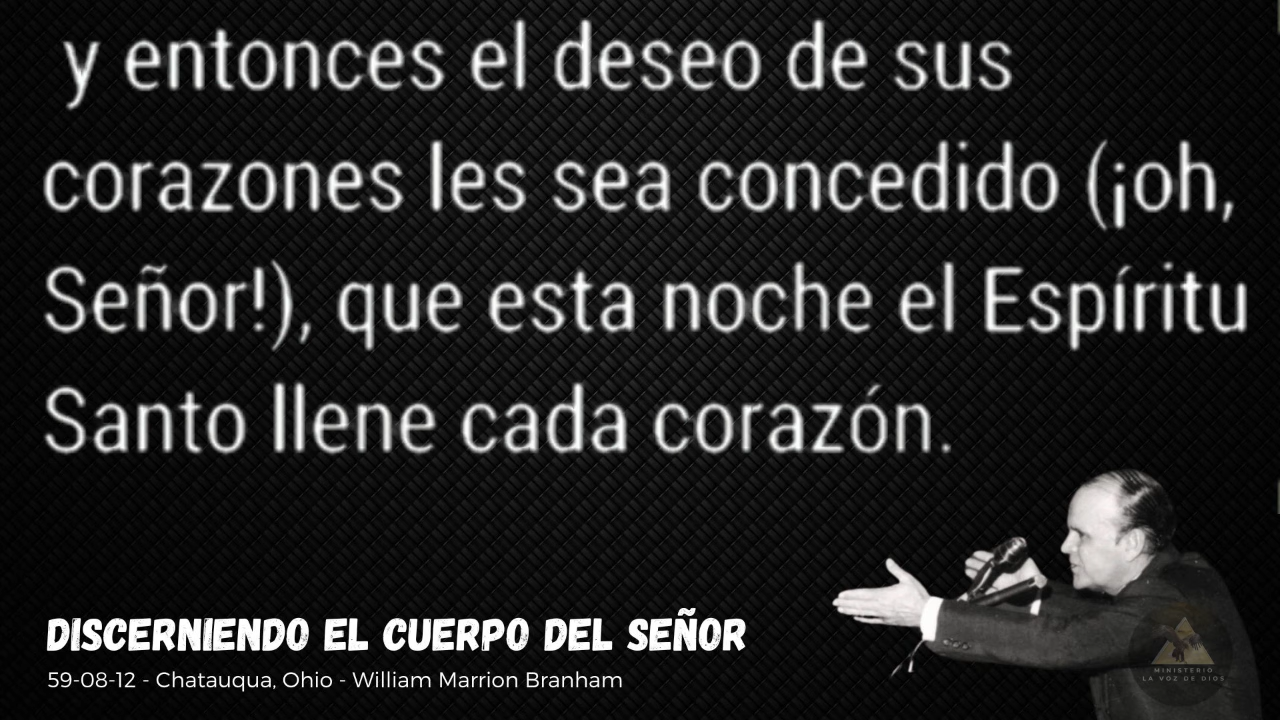 y entonces el deseo de sus
corazones les sea concedido (¡oh,
Señor!), que esta noche el Espíritu
Santo llene cada corazón.
DISCERNIENDO EL CUERPO DEL SEÑOR
59-08-12 - Chatauqua, Ohio - William Marrion Branham
MINISTERIO
LA VOZ DE DIOS